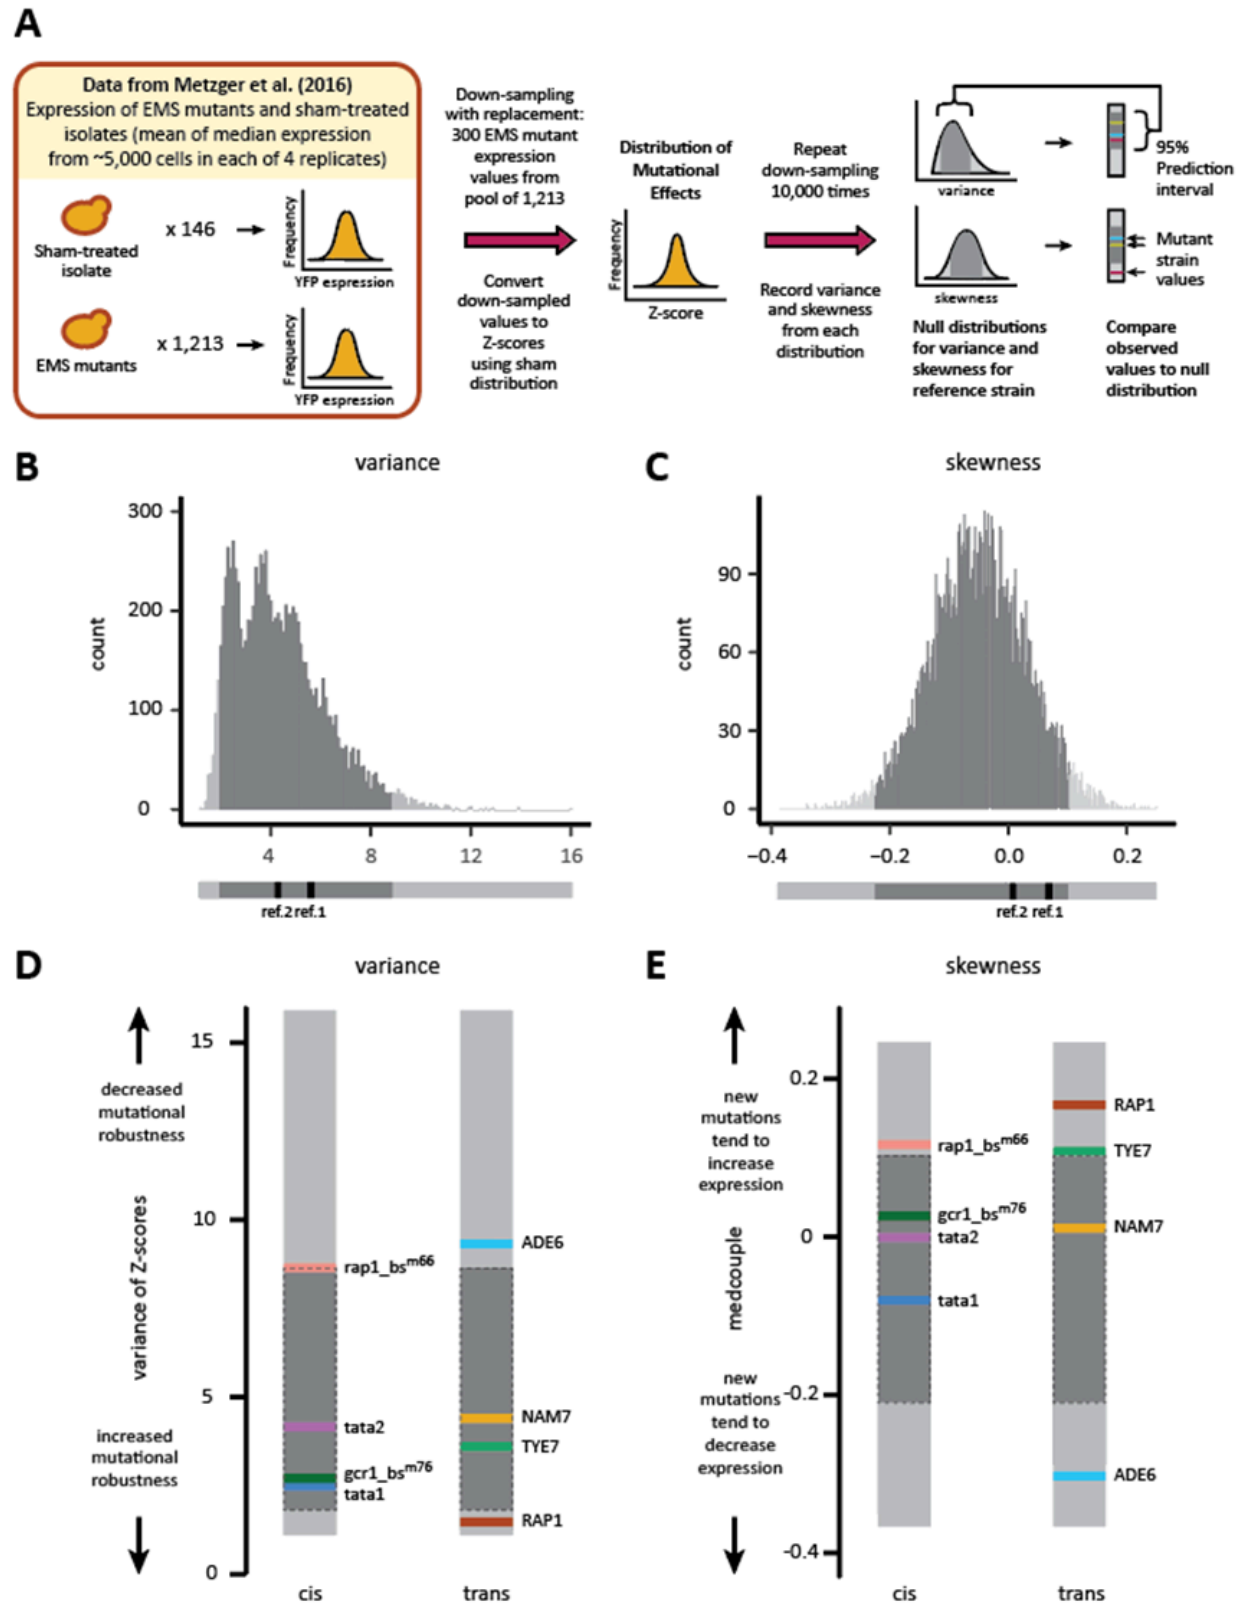 A
Data from Metzger et al. (2016)
Expression of EMS mutants and sham-treated
isolates (mean of median expression
from ~5,000 cells in each of 4 replicates)
Sham-treated
isolate
x 146
Frequency
YFP espression
EMS mutants
x 1,213
Frequency
YFP espression
Down-sampling
with replacement:
300 EMS mutant
expression
values from
pool of 1,213
Convert
down-sampled
values to
Z-scores
using sham
distribution
Distribution of
Mutational
Effects
Frequency
Z-score
Repeat
down-sampling
10,000 times
Record variance
and skewness
from each
distribution
variance
skewness
Null distributions
for variance and
skewness for
reference strain
95%
Prediction
interval
Mutant
strain
values
Compare
observed
values to null
distribution
B
variance
count
300
200
100
0
4
8
12
16
ref.2 ref.1
C
skewness
count
90
60
30
0
−0.4
−0.2
0.0
0.2
ref.2 ref.1
D
variance
decreased
mutational
robustness
variance of Z-scores
increased
mutational
robustness
15
10
5
0
rap1_bs^m66
tata2
gcr1_bs^m76
tata1
ADE6
NAM7
TYE7
RAP1
cis
trans
E
skewness
new
mutations
tend to
increase
expression
medcouple
new
mutations
tend to
decrease
expression
0.2
0
-0.2
-0.4
rap1_bs^m66
gcr1_bs^m76
tata2
tata1
RAP1
TYE7
NAM7
ADE6
cis
trans